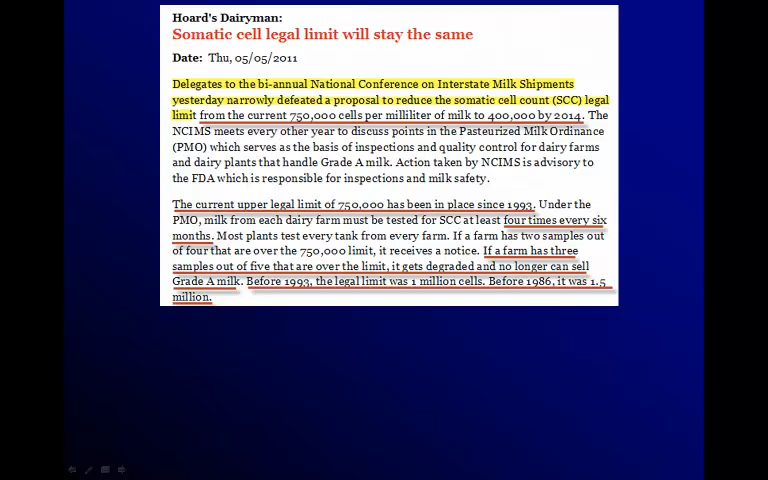 Hoard's Dairyman:
Somatic cell legal limit will stay the same
Date: Thu, 05/05/2011
Delegates to the bi-annual National Conference on Interstate Milk Shipments
yesterday narrowly defeated a proposal to reduce the somatic cell count (SCC) legal
limit from the current 750,000 cells per milliliter of milk to 400,000 by 2014. The
NCIMS meets every other year to discuss points in the Pasteurized Milk Ordinance
(PMO) which serves as the basis of inspections and quality control for dairy farms
and dairy plants that handle Grade A milk. Action taken by NCIMS is advisory to
the FDA which is responsible for inspections and milk safety.
The current upper legal limit of 750,000 has been in place since 1993. Under the
PMO, milk from each dairy farm must be tested for SCC at least four times every six
months. Most plants test every tank from every farm. If a farm has two samples out
of four that are over the 750,000 limit, it receives a notice. If a farm has three
samples out of five that are over the limit, it gets degraded and no longer can sell
Grade A milk. Before 1993, the legal limit was 1 million cells. Before 1986, it was 1.5
million.